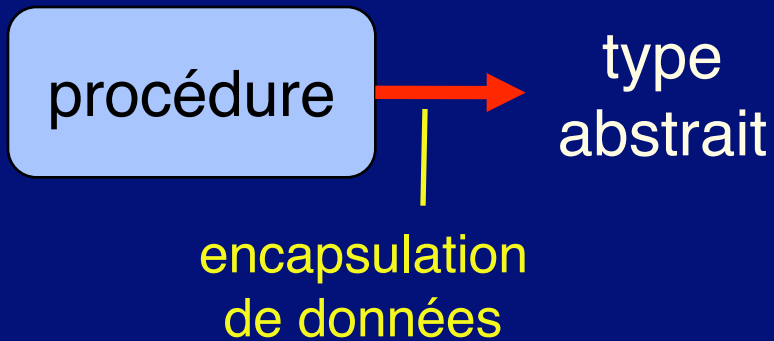 procédure
type
abstrait
encapsulation
de données